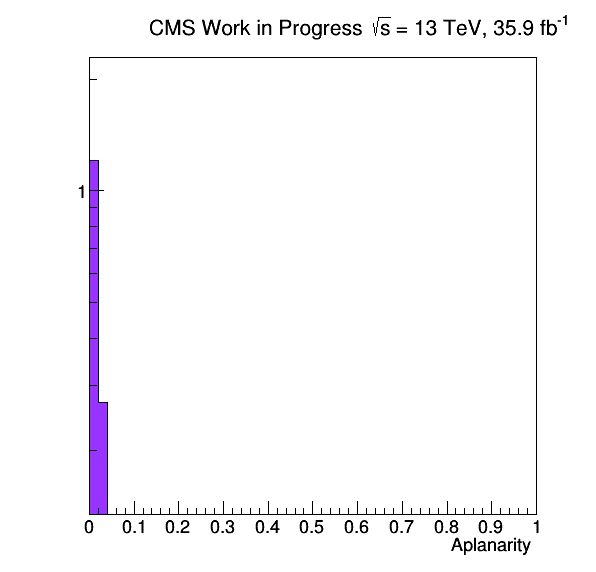 CMS Work in Progress √s = 13 TeV, 35.9 fb⁻¹
1
0 0.1 0.2 0.3 0.4 0.5 0.6 0.7 0.8 0.9 1
Aplanarity